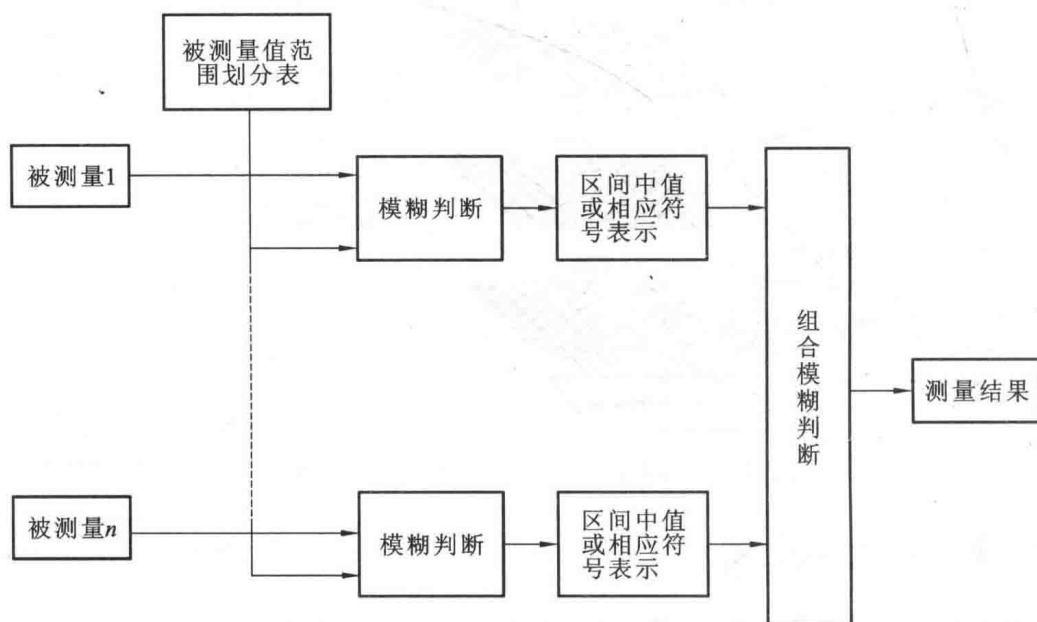 被测量值范
围划分表
被测量1
模糊判断
区间中值
或相应符
号表示
组合模糊判断
测量结果
被测量n
模糊判断
区间中值
或相应符
号表示